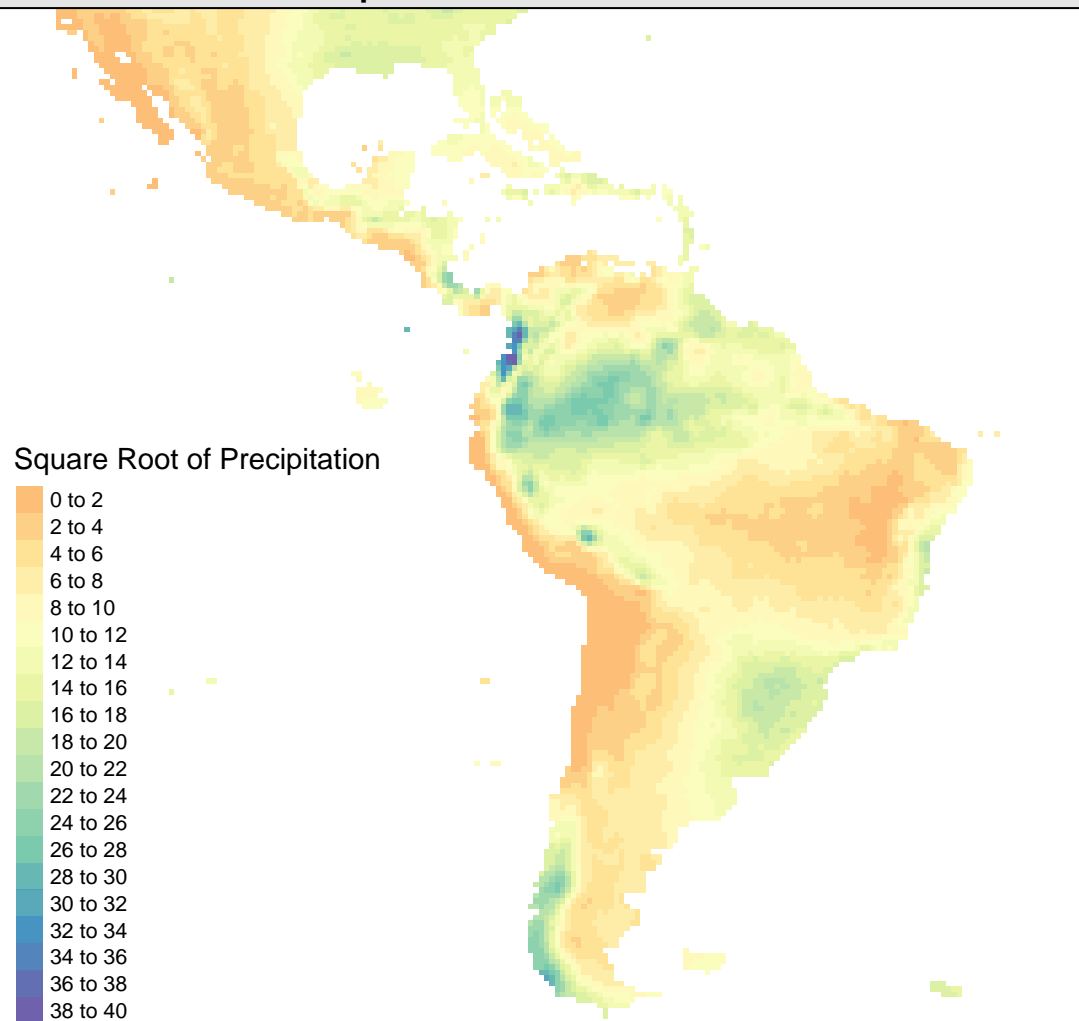 Square Root of Precipitation
0 to 2
2 to 4
4 to 6
6 to 8
8 to 10
10 to 12
12 to 14
14 to 16
16 to 18
18 to 20
20 to 22
22 to 24
24 to 26
26 to 28
28 to 30
30 to 32
32 to 34
34 to 36
36 to 38
38 to 40